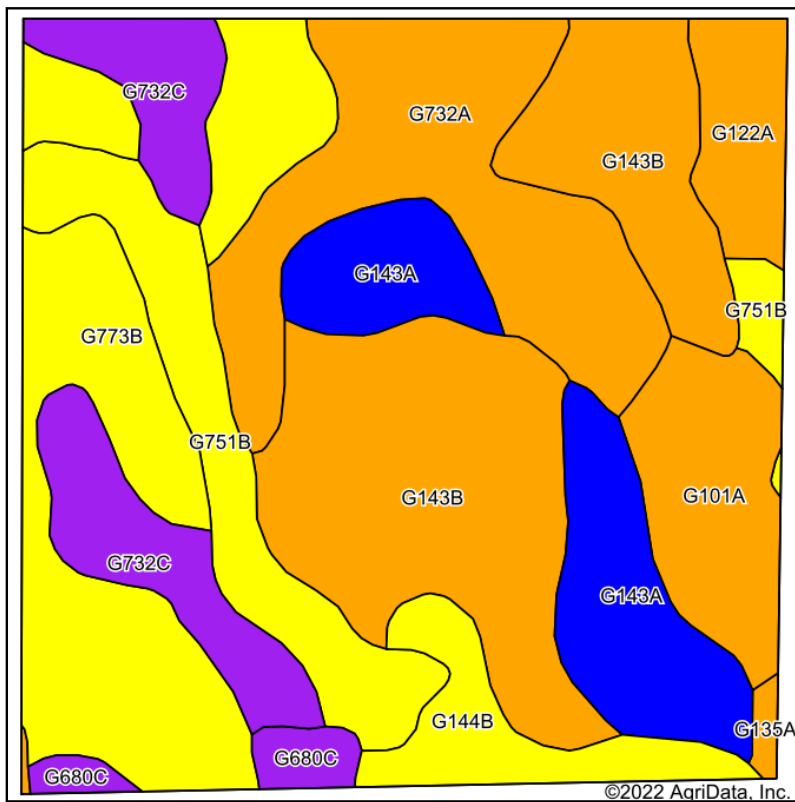 G732C
G732A
G122A
G143B
G143A
G751B
G773B
G751B
G143B
G101A
G732C
G143A
G144B
G135A
G680C
G680C
©2022 AgriData, Inc.